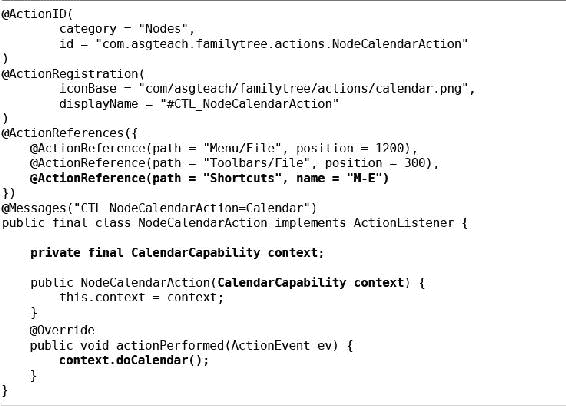 @ActionID(
        category = "Nodes",
        id = "com.asgteach.familytree.actions.NodeCalendarAction"
)
@ActionRegistration(
        iconBase = "com/asgteach/familytree/actions/calendar.png",
        displayName = "#CTL_NodeCalendarAction"
)
@ActionReferences({
    @ActionReference(path = "Menu/File", position = 1200),
    @ActionReference(path = "Toolbars/File", position = 300),
    @ActionReference(path = "Shortcuts", name = "M-E")
})
@Messages("CTL_NodeCalendarAction=Calendar")
public final class NodeCalendarAction implements ActionListener {
    private final CalendarCapability context;
    public NodeCalendarAction(CalendarCapability context) {
        this.context = context;
    }
    @Override
    public void actionPerformed(ActionEvent ev) {
        context.doCalendar();
    }
}